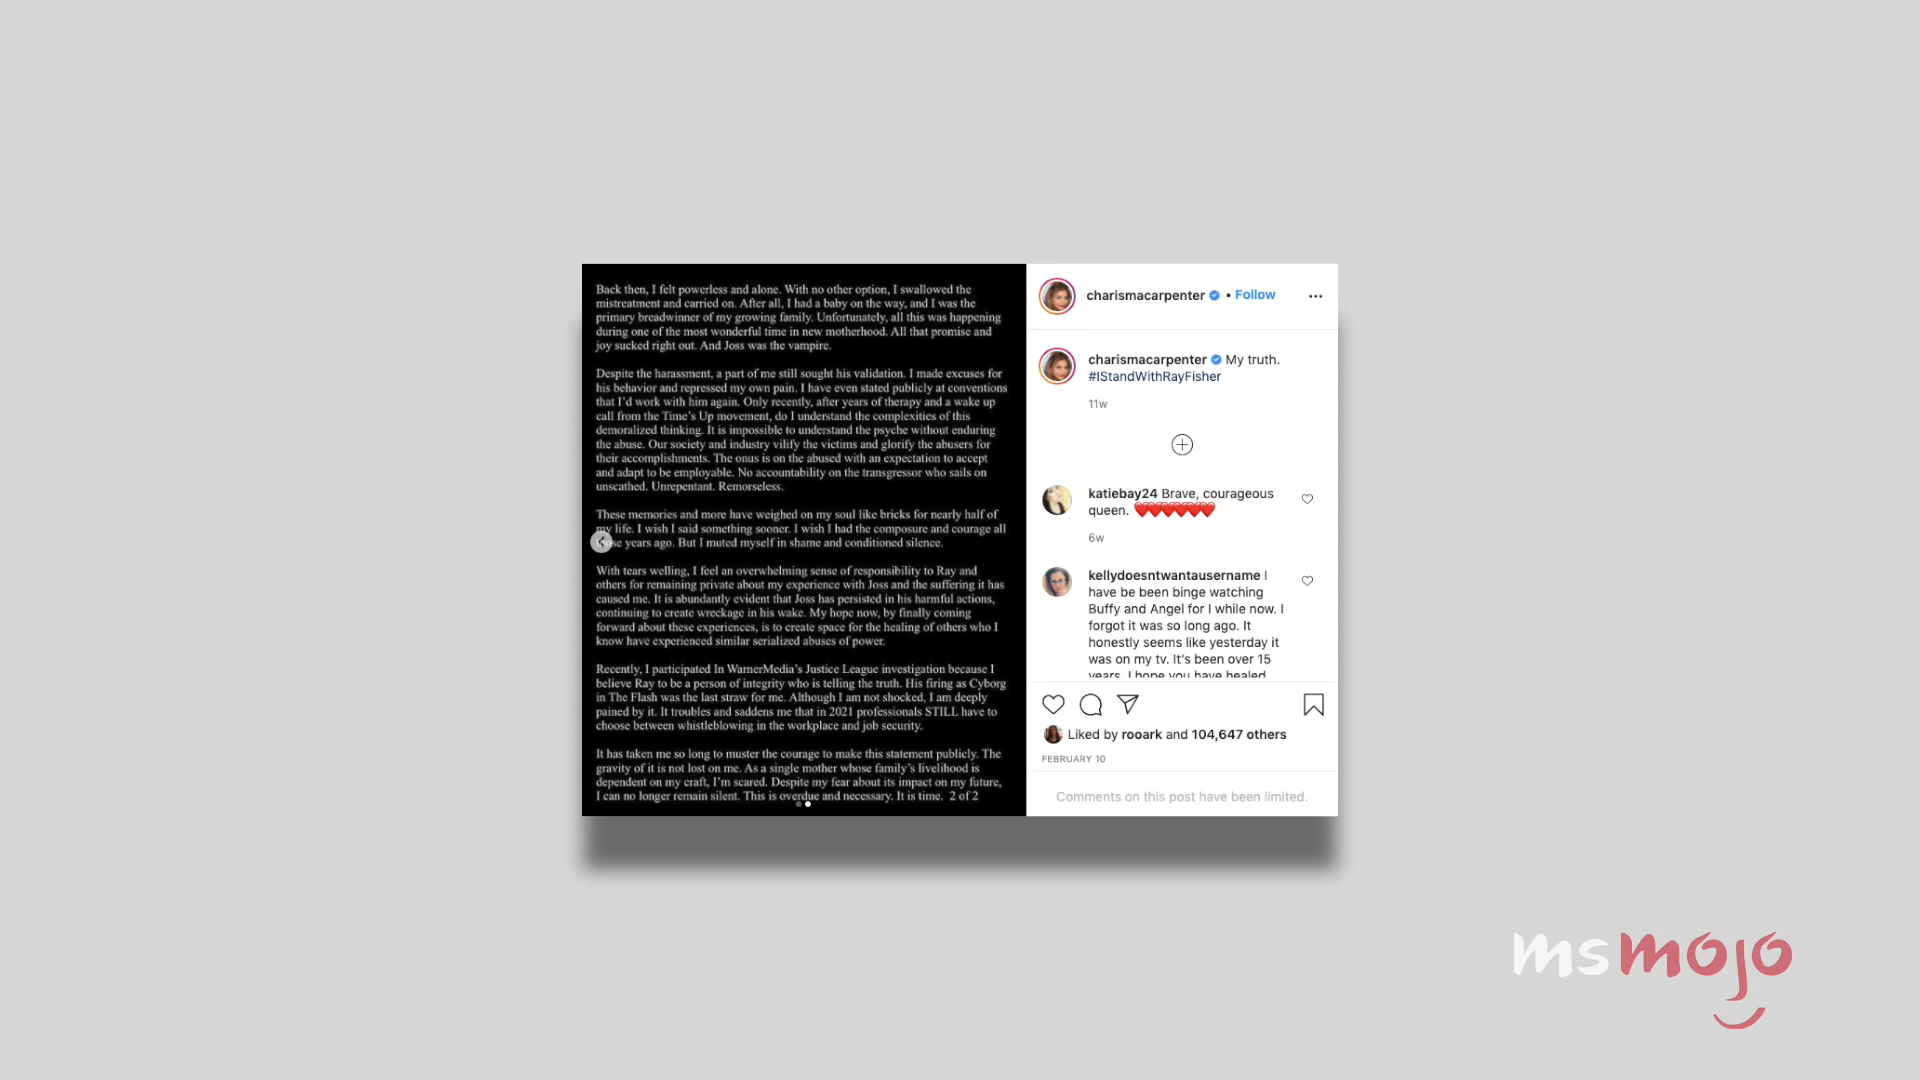 Back then, I felt powerless and alone. With no other option, I swallowed the
mistreatment and carried on. After all, I had a baby on the way, and I was the
primary breadwinner of my growing family. Unfortunately, all this was happening
during one of the most wonderful time in new motherhood. All that promise and
joy sucked right out. And Joss was the vampire.
Despite the harassment, a part of me still sought his validation. I made excuses for
his behavior and repressed my own pain. I have even stated publicly at conventions
that I'd work with him again. Only recently, after years of therapy and a wake up
call from the Time's Up movement, do I understand the complexities of this
demoralized thinking. It is impossible to understand the psyche without enduring
the abuse. Our society and industry vilify the victims and glorify the abusers for
their accomplishments. The onus is on the abused with an expectation to accept
and adapt to be employable. No accountability on the transgressor who sails on
unscathed. Unrepentant. Remorseless.
These memories and more have weighed on my soul like bricks for nearly half of
my life. I wish I said something sooner. I wish I had the composure and courage all
those years ago. But I muted myself in shame and conditioned silence.
With tears welling, I feel an overwhelming sense of responsibility to Ray and
others for remaining private about my experience with Joss and the suffering it has
caused me. It is abundantly evident that Joss has persisted in his harmful actions,
continuing to create wreckage in his wake. My hope now, by finally coming
forward about these experiences, is to create space for the healing of others who I
know have experienced similar serialized abuses of power.
Recently, I participated In WarnerMedia's Justice League investigation because I
believe Ray to be a person of integrity who is telling the truth. His firing as Cyborg
in The Flash was the last straw for me. Although I am not shocked, I am deeply
pained by it. It troubles and saddens me that in 2021 professionals STILL have to
choose between whistleblowing in the workplace and job security.
It has taken me so long to muster the courage to make this statement publicly. The
gravity of it is not lost on me. As a single mother whose family's livelihood is
dependent on my craft, I'm scared. Despite my fear about its impact on my future,
I can no longer remain silent. This is overdue and necessary. It is time. 2 of 2
charismacarpenter • Follow
charismacarpenter My truth.
#IStandWithRayFisher
11w
katiebay24 Brave, courageous
queen. ❤️❤️❤️❤️❤️❤️
6w
kellydoesntwantausername I
have be been binge watching
Buffy and Angel for I while now. I
forgot it was so long ago. It
honestly seems like yesterday it
was on my tv. It's been over 15
years. I hope you have healed
Liked by rooark and 104,647 others
FEBRUARY 10
Comments on this post have been limited.
msmojo